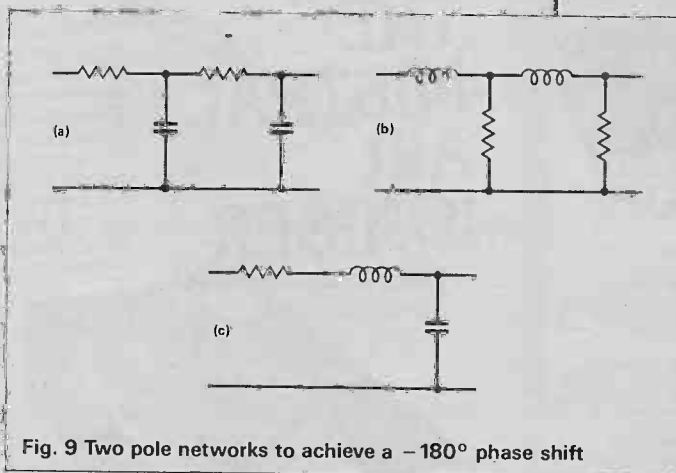 (a)
(b)
(c)
Fig. 9 Two pole networks to achieve a −180° phase shift